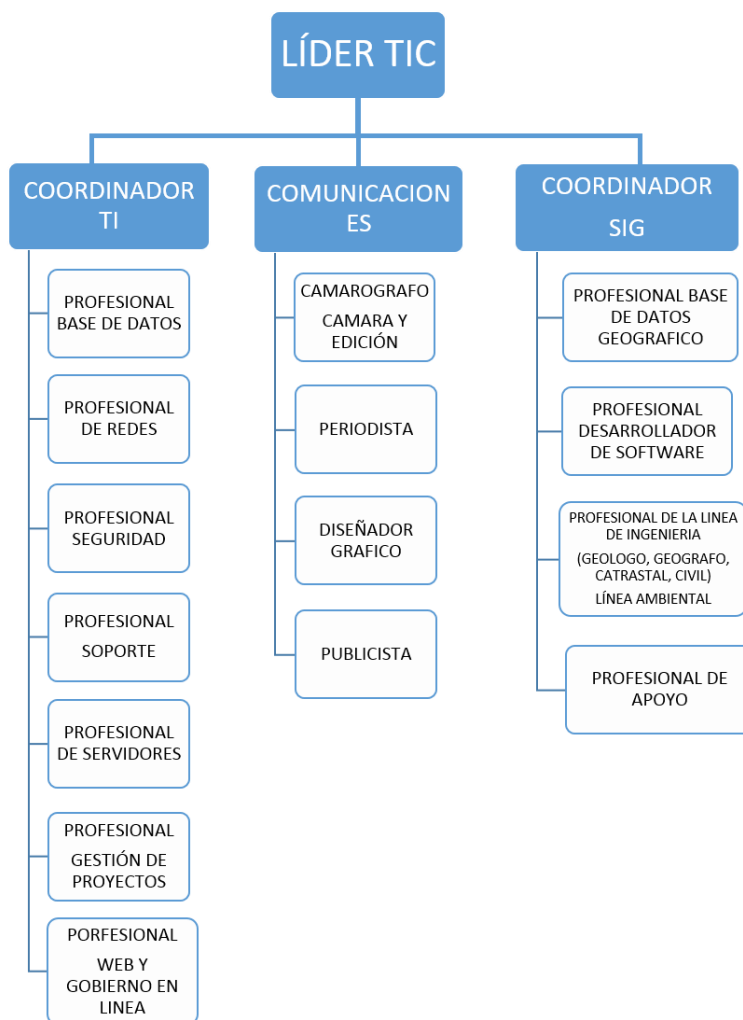 LÍDER TIC
COORDINADOR
TI
PROFESIONAL
BASE DE DATOS
PROFESIONAL
DE REDES
PROFESIONAL
SEGURIDAD
PROFESIONAL
SOPORTE
PROFESIONAL
DE SERVIDORES
PROFESIONAL
GESTIÓN DE
PROYECTOS
PORFESIONAL
WEB Y
GOBIERNO EN
LINEA
COMUNICACION
ES
CAMAROGRAFO
CAMARA Y
EDICIÓN
PERIODISTA
DISEÑADOR
GRAFICO
PUBLICISTA
COORDINADOR
SIG
PROFESIONAL BASE
DE DATOS
GEOGRAFICO
PROFESIONAL
DESARROLLADOR
DE SOFTWARE
PROFESIONAL DE LA LINEA
DE INGENIERIA
(GEOLOGO, GEOGRAFO,
CATRASTAL, CIVIL)
LÍNEA AMBIENTAL
PROFESIONAL DE
APOYO